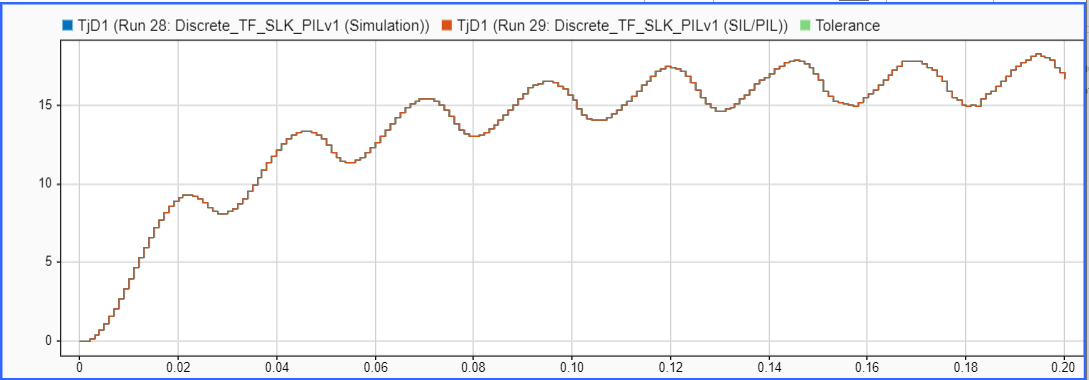 TjD1 (Run 28: Discrete_TF_SLK_PILv1 (Simulation)) TjD1 (Run 29: Discrete_TF_SLK_PILv1 (SIL/PIL)) Tolerance
15
10
5
0
0 0.02 0.04 0.06 0.08 0.10 0.12 0.14 0.16 0.18 0.20